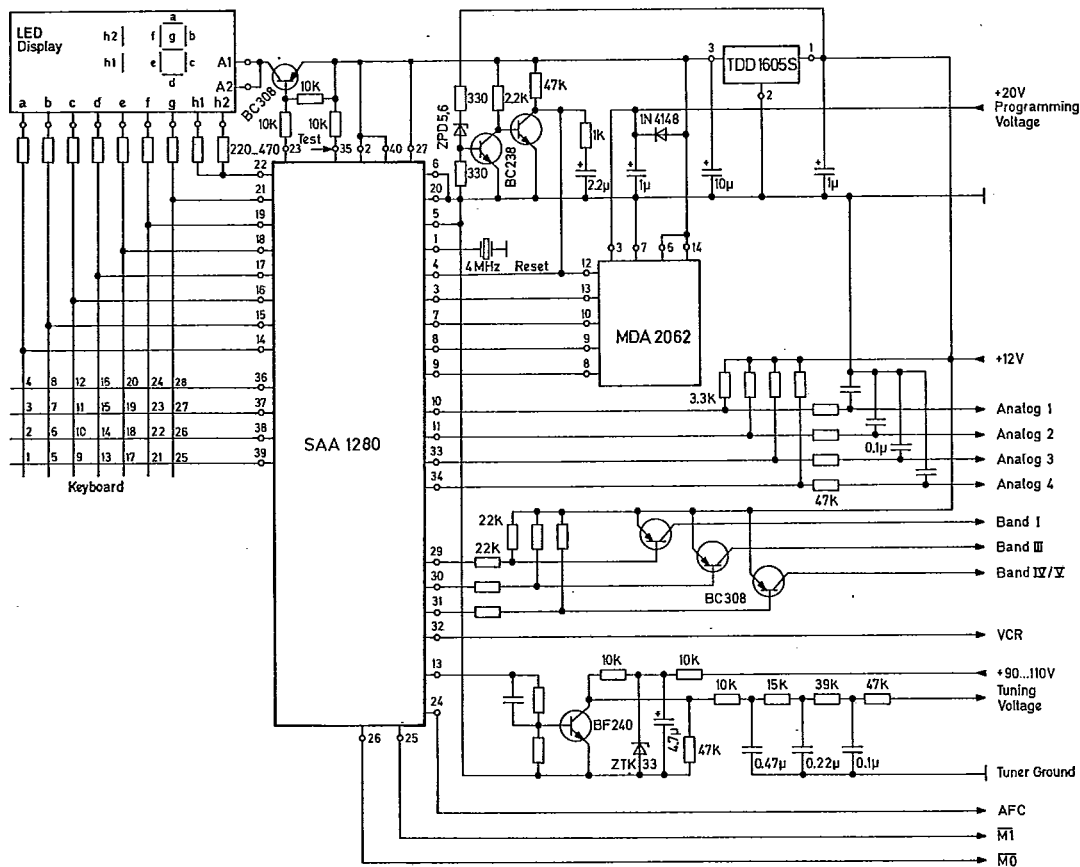 LED
Display
a
h2
f
g
b
h1
e
c
d
A1
A2
a b c d e f g h1 h2
BC308
10K
10K
10K
Test
220...470
23
35
2
40
27
22
21
19
18
17
16
15
14
36
37
38
39
4 8 12 16 20 24 28
3 7 11 15 19 23 27
2 6 10 14 18 22 26
1 5 9 13 17 21 25
Keyboard
SAA 1280
6
20
5
1
4
3
7
8
9
10
11
33
34
29
30
31
32
13
24
26
25
ZPD5,6
330
330
2.2K
47K
BC238
1K
2.2µ
1N4148
1µ
10µ
1µ
3
TDD1605S
1
2
+20V
Programming
Voltage
4MHz
Reset
3
7
6
14
12
13
10
9
8
MDA 2062
+12V
3.3K
0.1µ
47K
Analog 1
Analog 2
Analog 3
Analog 4
22K
22K
BC308
Band I
Band III
Band IV/V
VCR
10K
10K
+90...110V
BF240
ZTK 33
4.7µ
47K
10K
15K
39K
47K
Tuning
Voltage
0.47µ
0.22µ
0.1µ
Tuner Ground
AFC
M1
M0